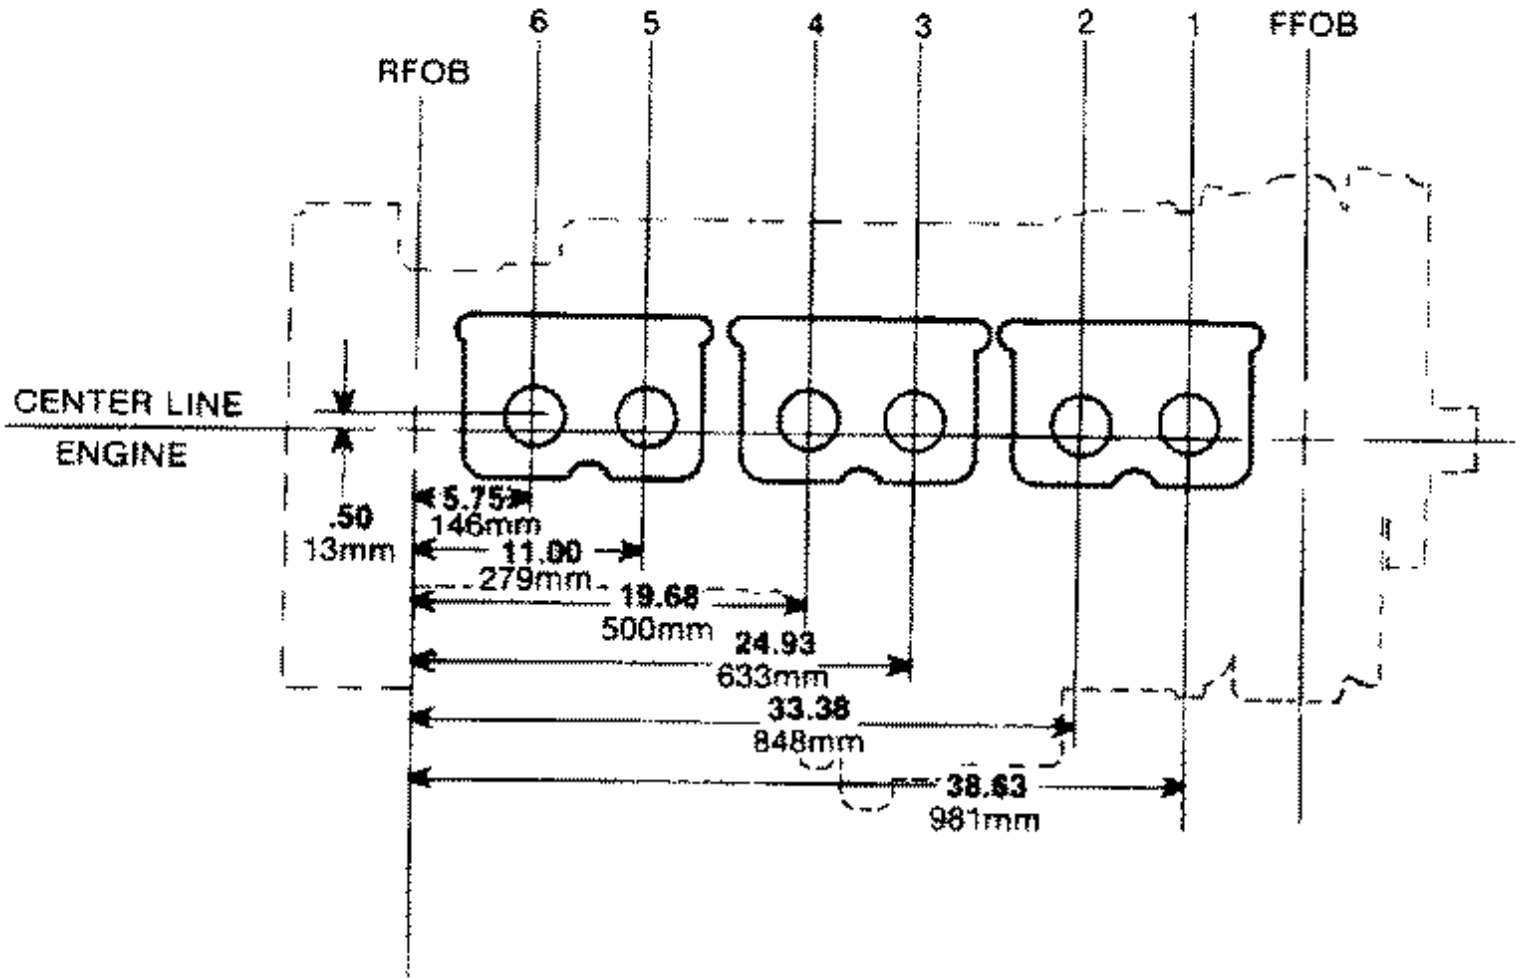 6 5 4 3 2 1 FFOB
RFOB
CENTER LINE
ENGINE
.50
13mm
5.75
146mm
11.00
279mm
19.68
500mm
24.93
633mm
33.38
848mm
38.63
981mm